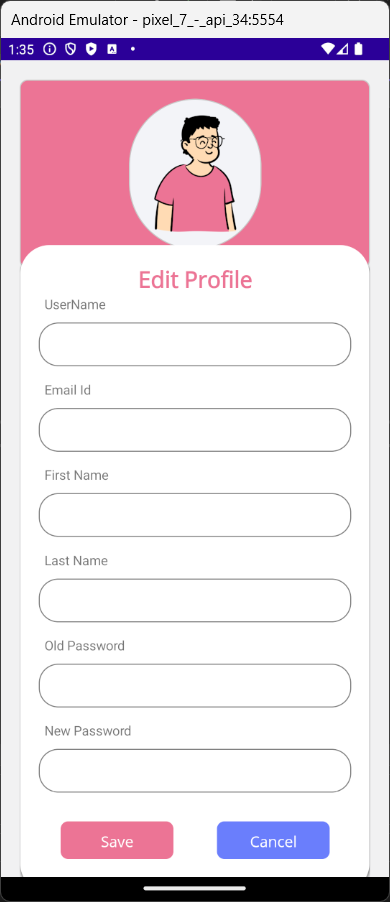 Android Emulator - pixel_7_-_api_34:5554
1:35
Edit Profile
UserName
Email Id
First Name
Last Name
Old Password
New Password
Save
Cancel